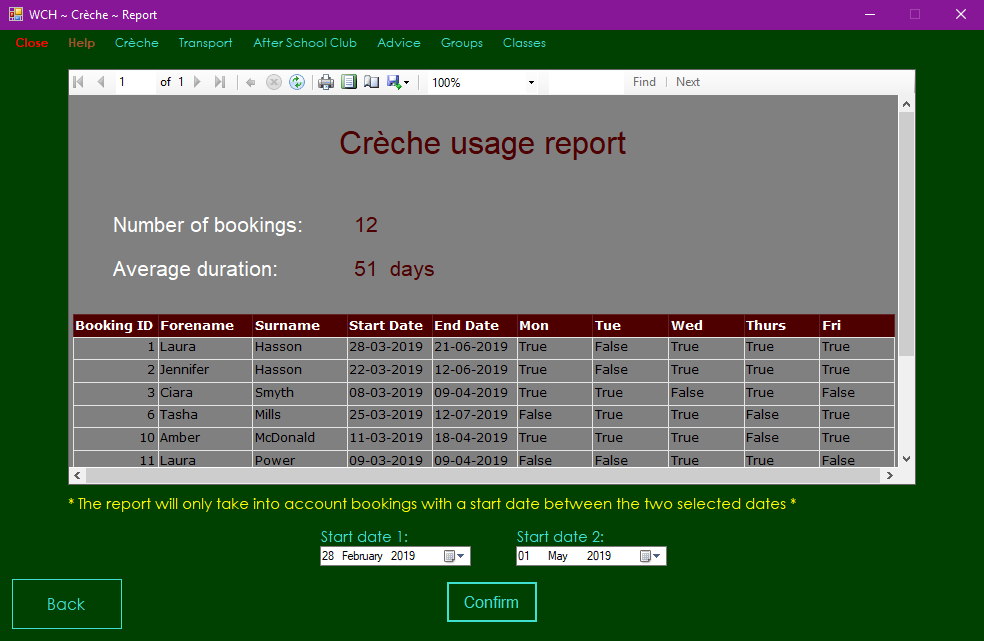 WCH ~ Crèche ~ Report
Close Help Crèche Transport After School Club Advice Groups Classes
1 of 1 100% Find | Next
Crèche usage report
Number of bookings: 12
Average duration: 51 days
Booking ID Forename Surname Start Date End Date Mon Tue Wed Thurs Fri
1 Laura Hasson 28-03-2019 21-06-2019 True False True True True
2 Jennifer Hasson 22-03-2019 12-06-2019 True False True True True
3 Ciara Smyth 08-03-2019 09-04-2019 True True False True False
6 Tasha Mills 25-03-2019 12-07-2019 False True True False True
10 Amber McDonald 11-03-2019 18-04-2019 True True True False True
11 Laura Power 09-03-2019 09-04-2019 False False True True False
* The report will only take into account bookings with a start date between the two selected dates *
Start date 1: Start date 2:
28 February 2019 01 May 2019
Back Confirm